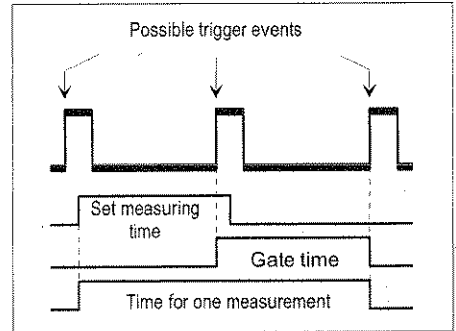 Possible trigger events
Set measuring
time
Gate time
Time for one measurement